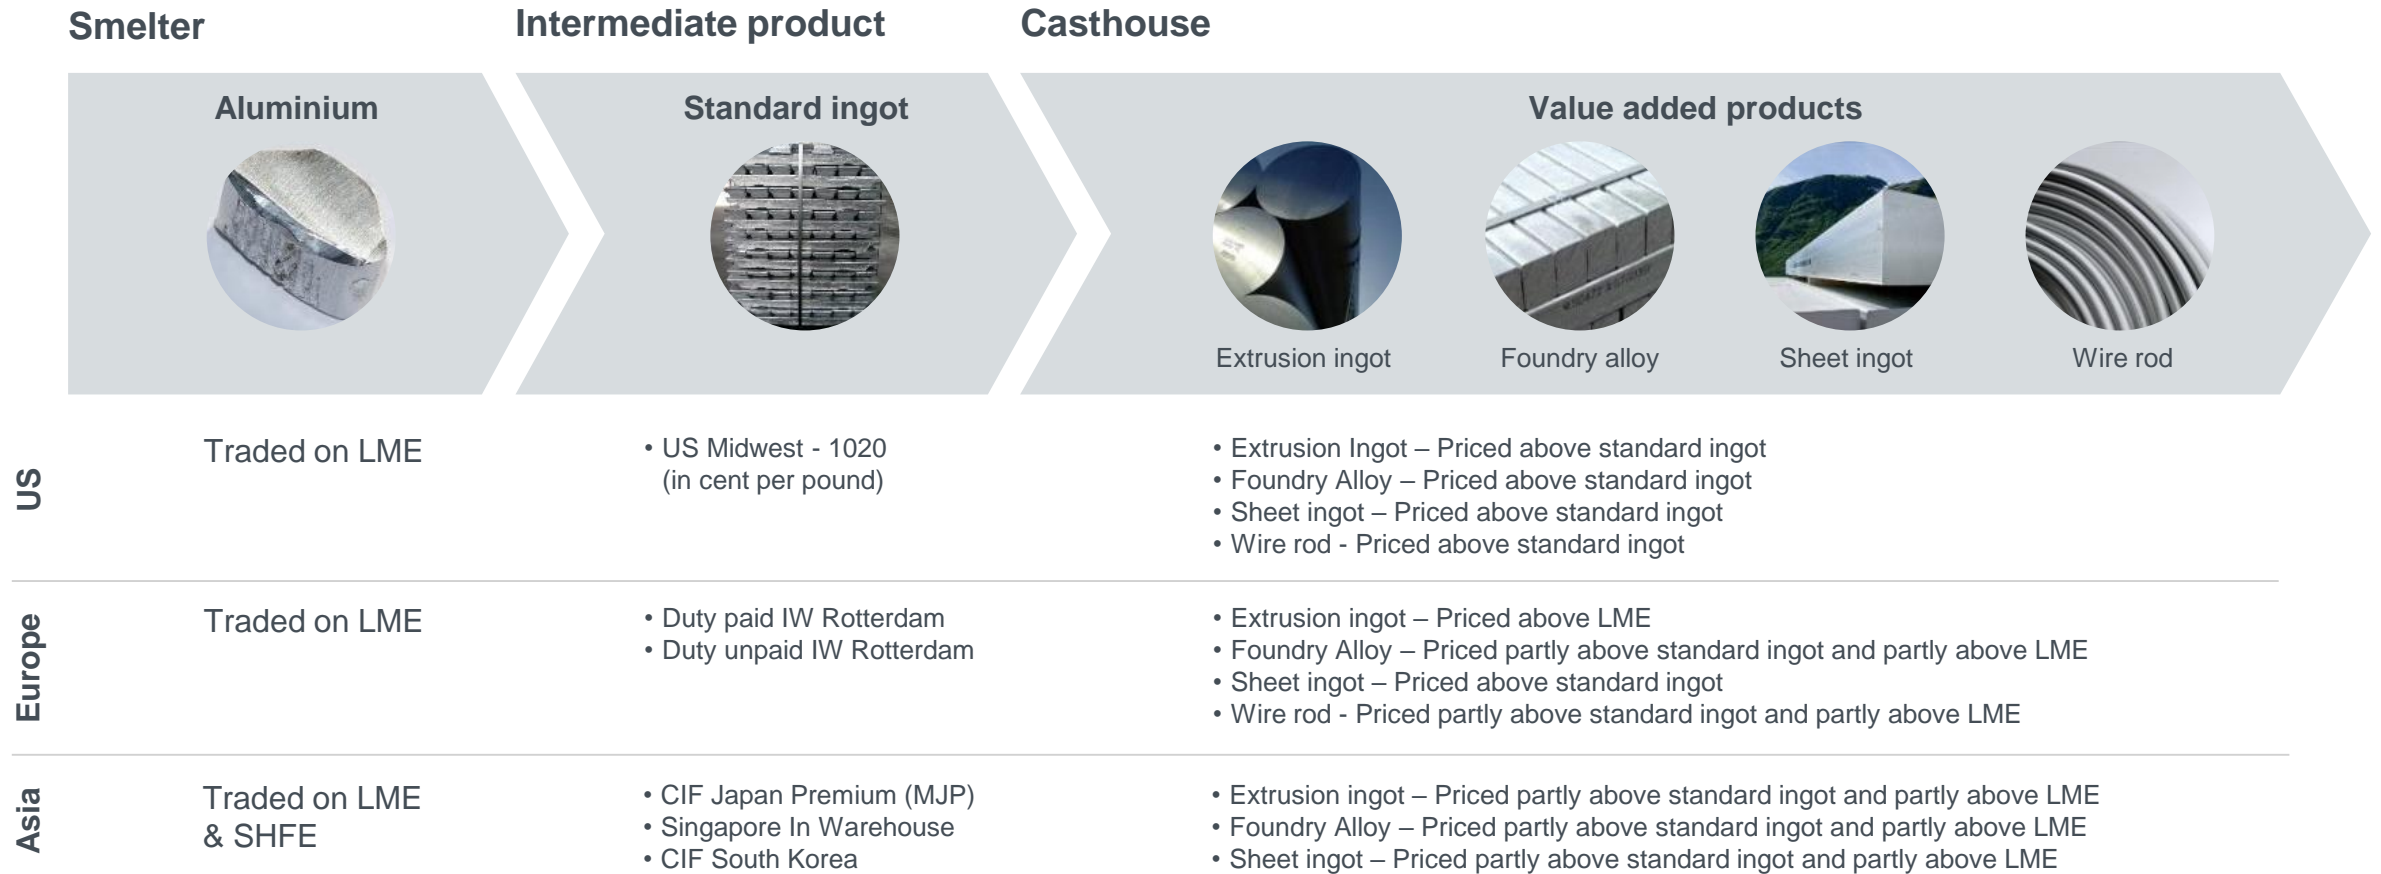 Smelter
Intermediate product
Casthouse
Aluminium
Standard ingot
Value added products
Extrusion ingot
Foundry alloy
Sheet ingot
Wire rod
US
Traded on LME
• US Midwest - 1020
(in cent per pound)
• Extrusion Ingot – Priced above standard ingot
• Foundry Alloy – Priced above standard ingot
• Sheet ingot – Priced above standard ingot
• Wire rod - Priced above standard ingot
Europe
Traded on LME
• Duty paid IW Rotterdam
• Duty unpaid IW Rotterdam
• Extrusion ingot – Priced above LME
• Foundry Alloy – Priced partly above standard ingot and partly above LME
• Sheet ingot – Priced above standard ingot
• Wire rod - Priced partly above standard ingot and partly above LME
Asia
Traded on LME
& SHFE
• CIF Japan Premium (MJP)
• Singapore In Warehouse
• CIF South Korea
• Extrusion ingot – Priced partly above standard ingot and partly above LME
• Foundry Alloy – Priced partly above standard ingot and partly above LME
• Sheet ingot – Priced partly above standard ingot and partly above LME